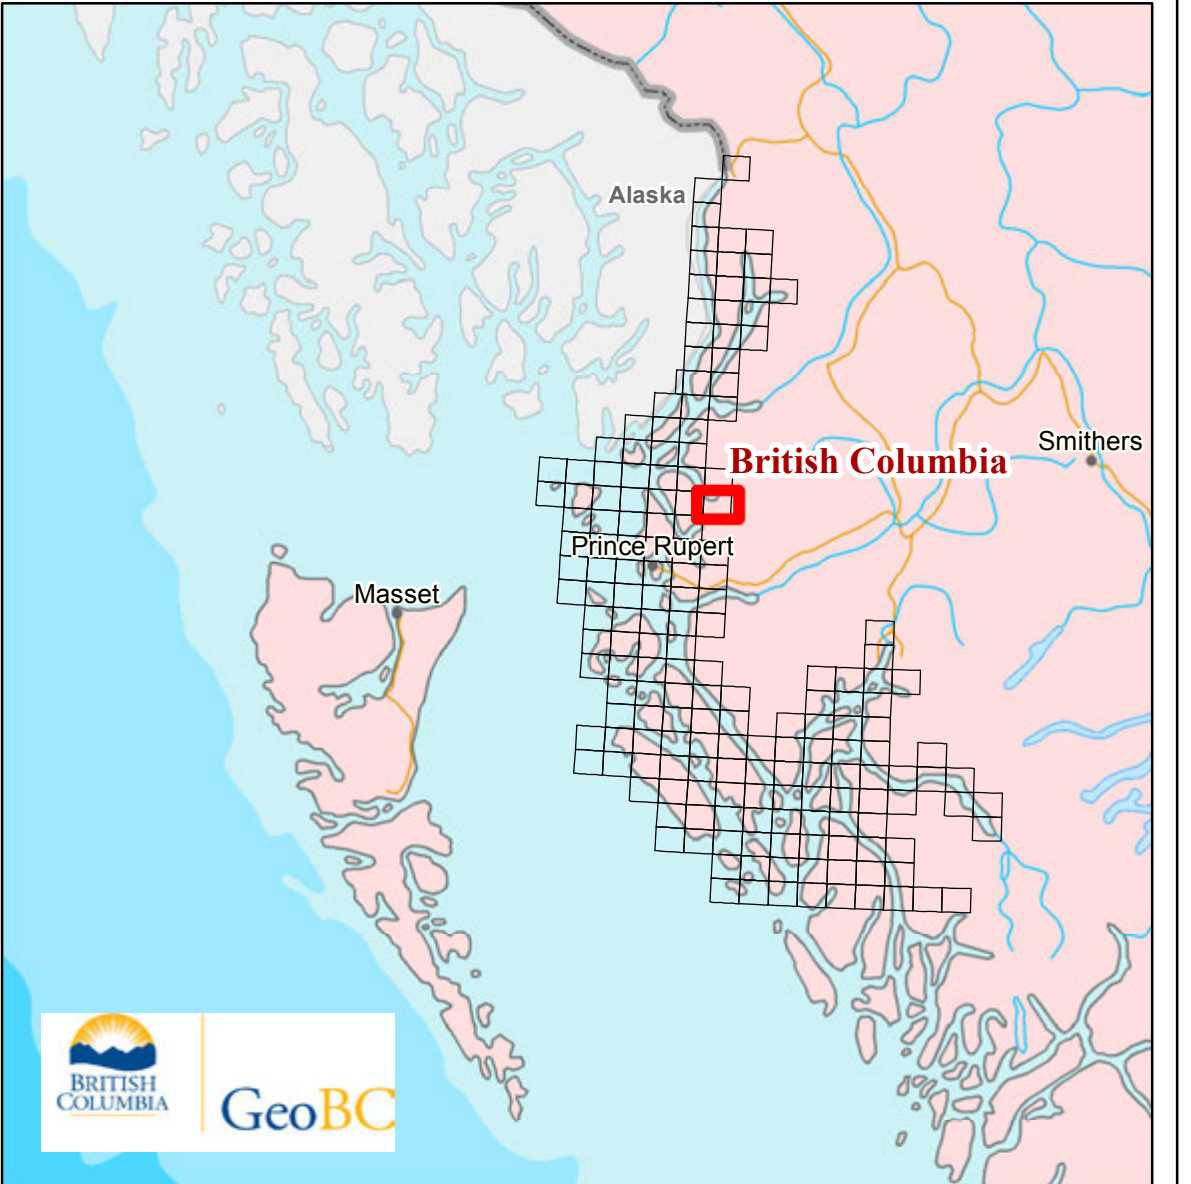 Alaska
British Columbia
Smithers
Prince Rupert
Masset
BRITISH
COLUMBIA
GeoBC